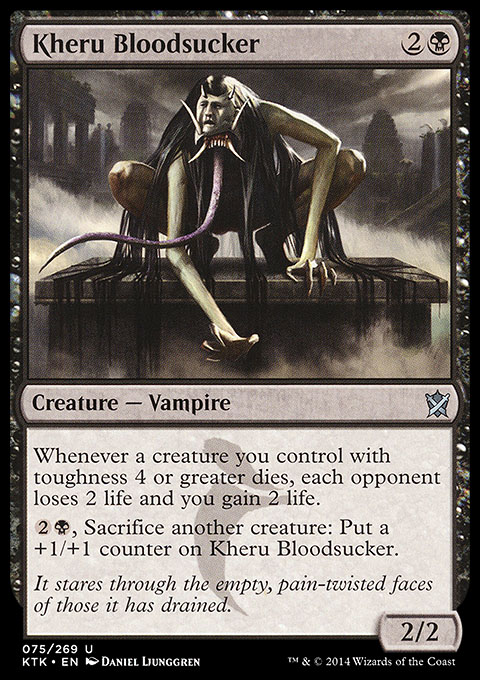 Kheru Bloodsucker 2
Creature — Vampire
Whenever a creature you control with
toughness 4 or greater dies, each opponent
loses 2 life and you gain 2 life.
2, Sacrifice another creature: Put a
+1/+1 counter on Kheru Bloodsucker.
It stares through the empty, pain-twisted faces
of those it has drained.
2/2
075/269 U
KTK • EN Daniel Ljunggren
™ & © 2014 Wizards of the Coast